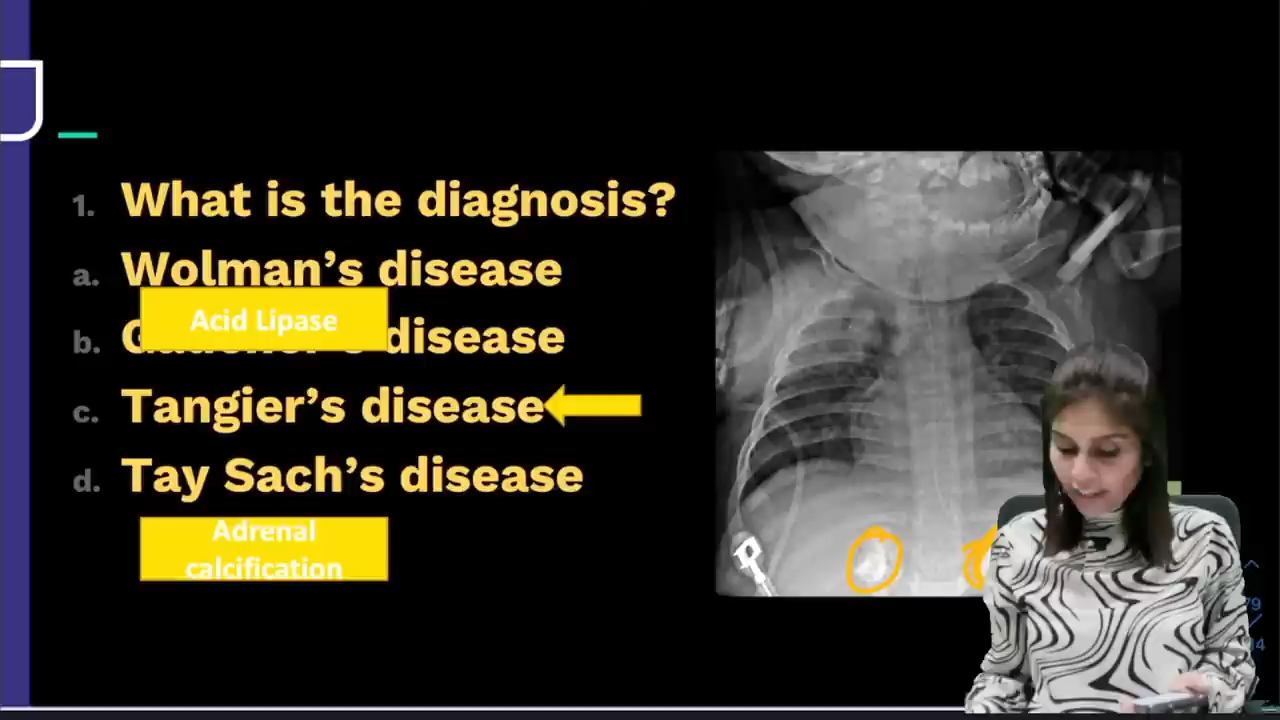 1. What is the diagnosis?
a. Wolman's disease
Acid Lipase
b. disease
c. Tangier's disease
d. Tay Sach's disease
Adrenal
calcification